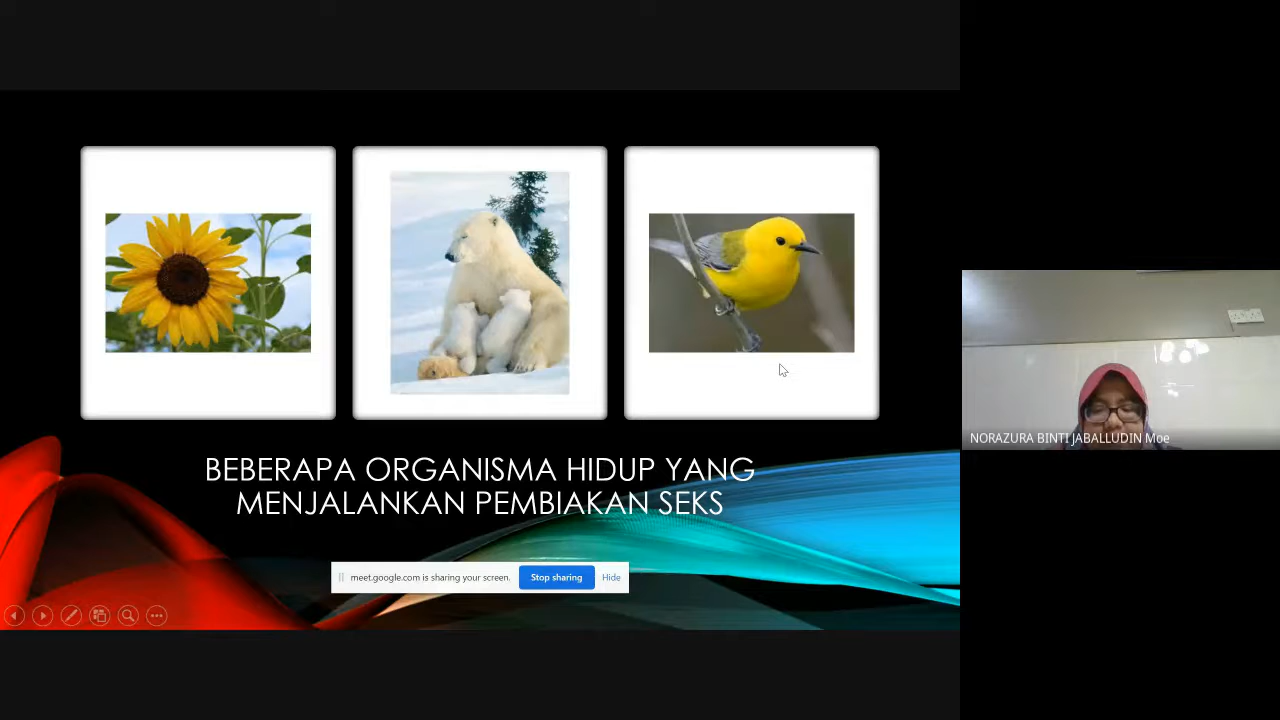 BEBERAPA ORGANISMA HIDUP YANG
MENJALANKAN PEMBIAKAN SEKS
meet.google.com is sharing your screen.
Stop sharing
Hide
NORAZURA BINTI JABALLUDIN Moe